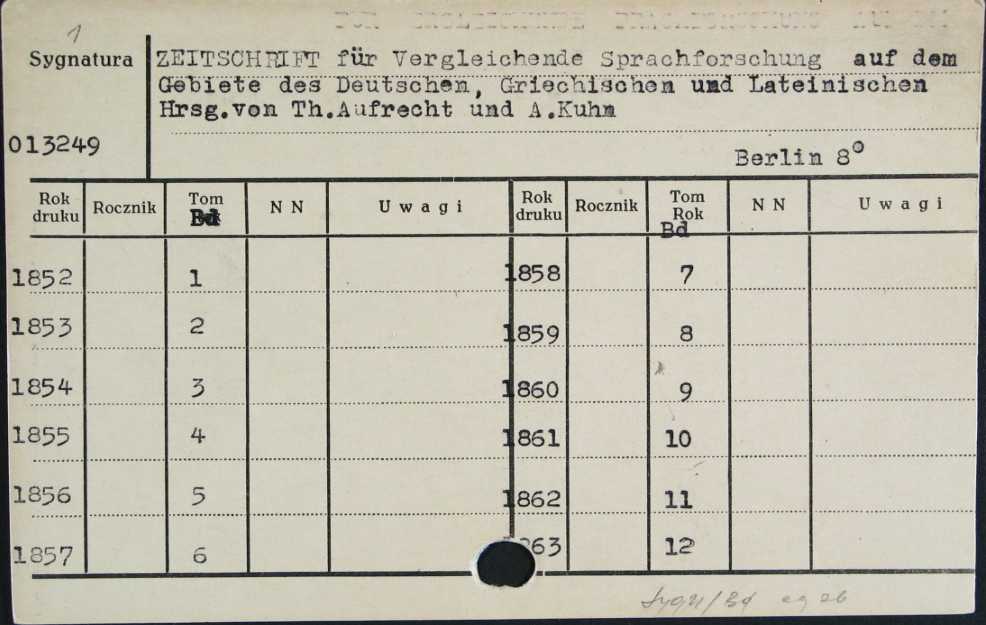 1
Sygnatura
ZEITSCHRIFT für Vergleichende Sprachforschung auf dem
Gebiete des Deutschen, Griechischen und Lateinischen
Hrsg.von Th.Aufrecht und A.Kuhn
013249
Berlin 8°
Rok druku Rocznik Tom Bd N N Uwagi Rok druku Rocznik Tom Rok Bd N N Uwagi
1852 1 1858 7
1853 2 1859 8
1854 3 1860 9
1855 4 1861 10
1856 5 1862 11
1857 6 1863 12